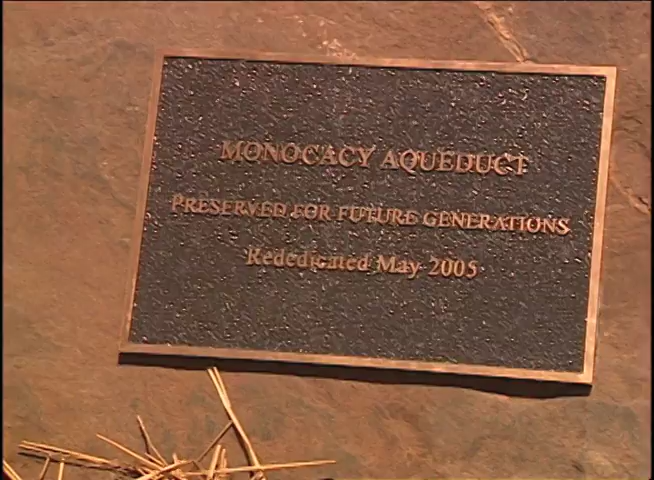 MONOCACY AQUEDUCT
PRESERVED FOR FUTURE GENERATIONS
Rededicated May 2005